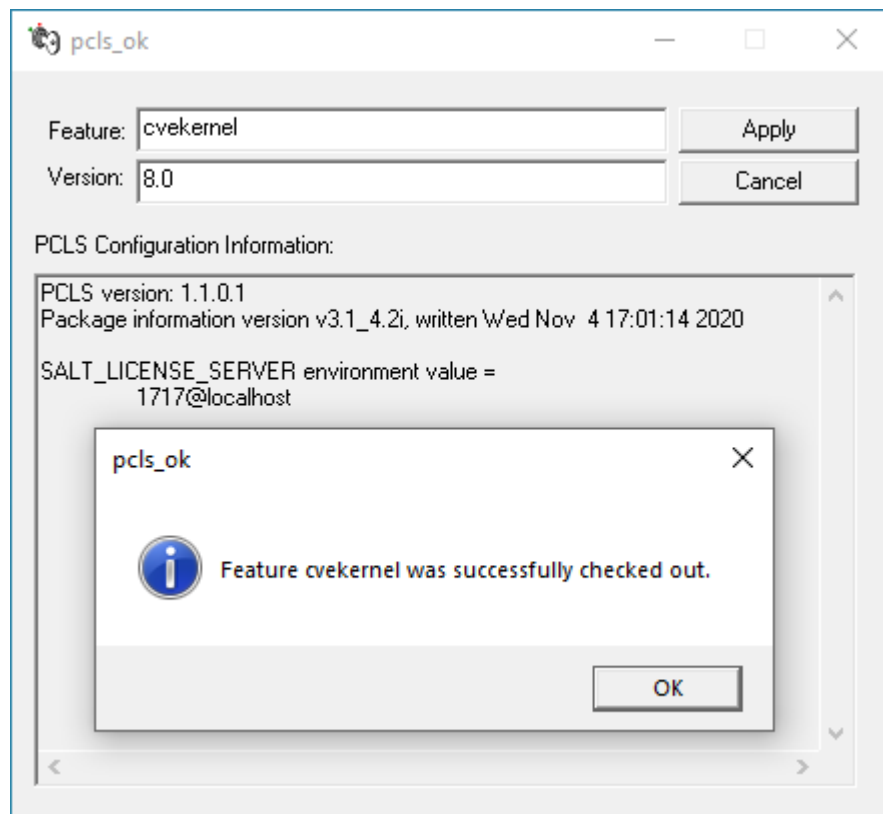 pcls_ok
Feature: cvekernel Apply
Version: 8.0 Cancel
PCLS Configuration Information:
PCLS version: 1.1.0.1
Package information version v3.1_4.2i, written Wed Nov  4 17:01:14 2020
SALT_LICENSE_SERVER environment value =
1717@localhost
pcls_ok
Feature cvekernel was successfully checked out.
OK